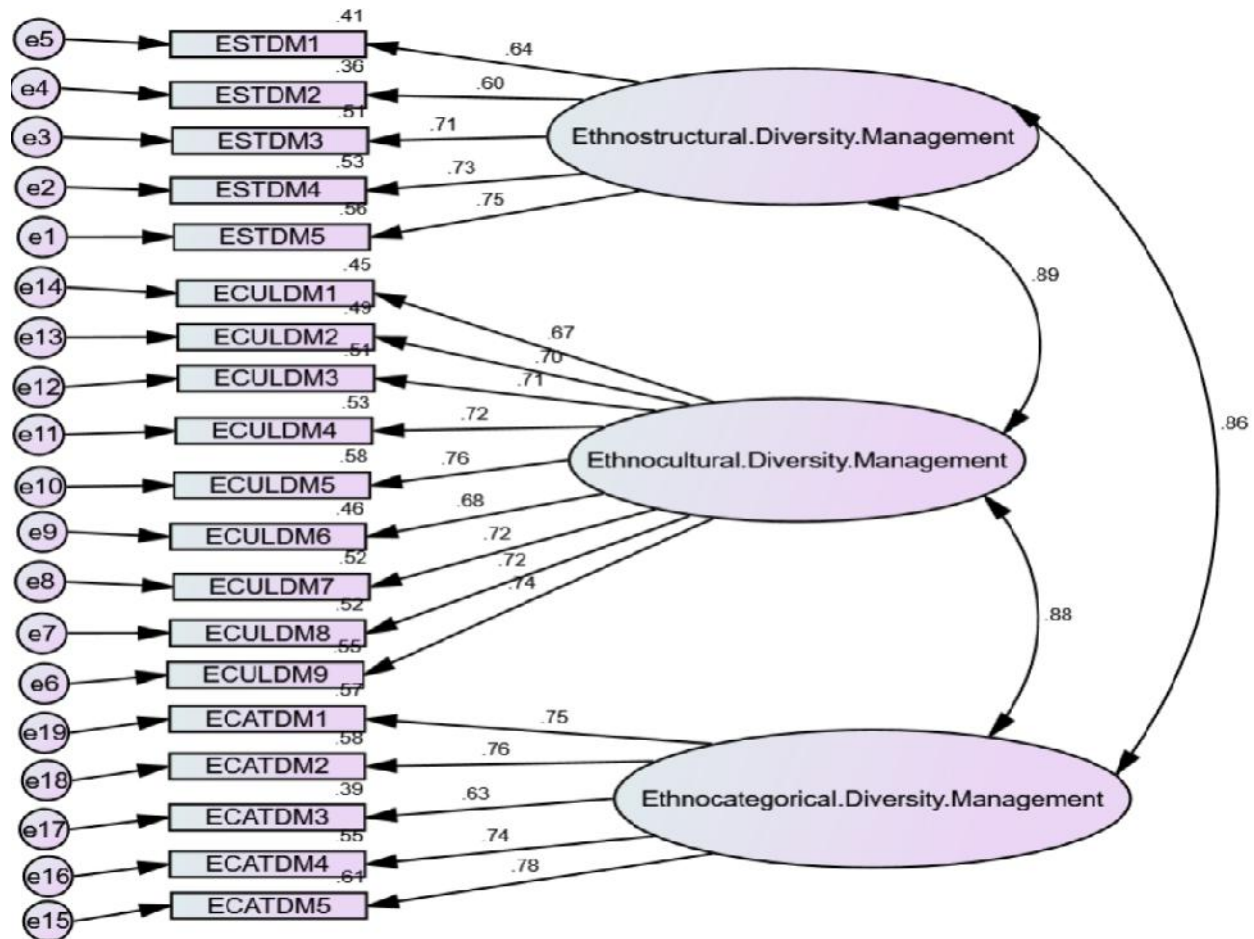 .41
e5 ESTDM1 .64
.36
e4 ESTDM2 .60
.51
e3 ESTDM3 .71
Ethnostructural.Diversity.Management
.53
e2 ESTDM4 .73
.56
e1 ESTDM5 .75
.45
e14 ECULDM1 .67
.89
.49
e13 ECULDM2 .70
.51
e12 ECULDM3 .71
.53
e11 ECULDM4 .72
.86
.58
e10 ECULDM5 .76
Ethnocultural.Diversity.Management
.46
e9 ECULDM6 .68
.52
e8 ECULDM7 .72
.52
e7 ECULDM8 .72
.55
e6 ECULDM9 .74
.88
.57
e19 ECATDM1 .75
.58
e18 ECATDM2 .76
.39
e17 ECATDM3 .63
Ethnocategorical.Diversity.Management
.55
e16 ECATDM4 .74
.61
e15 ECATDM5 .78